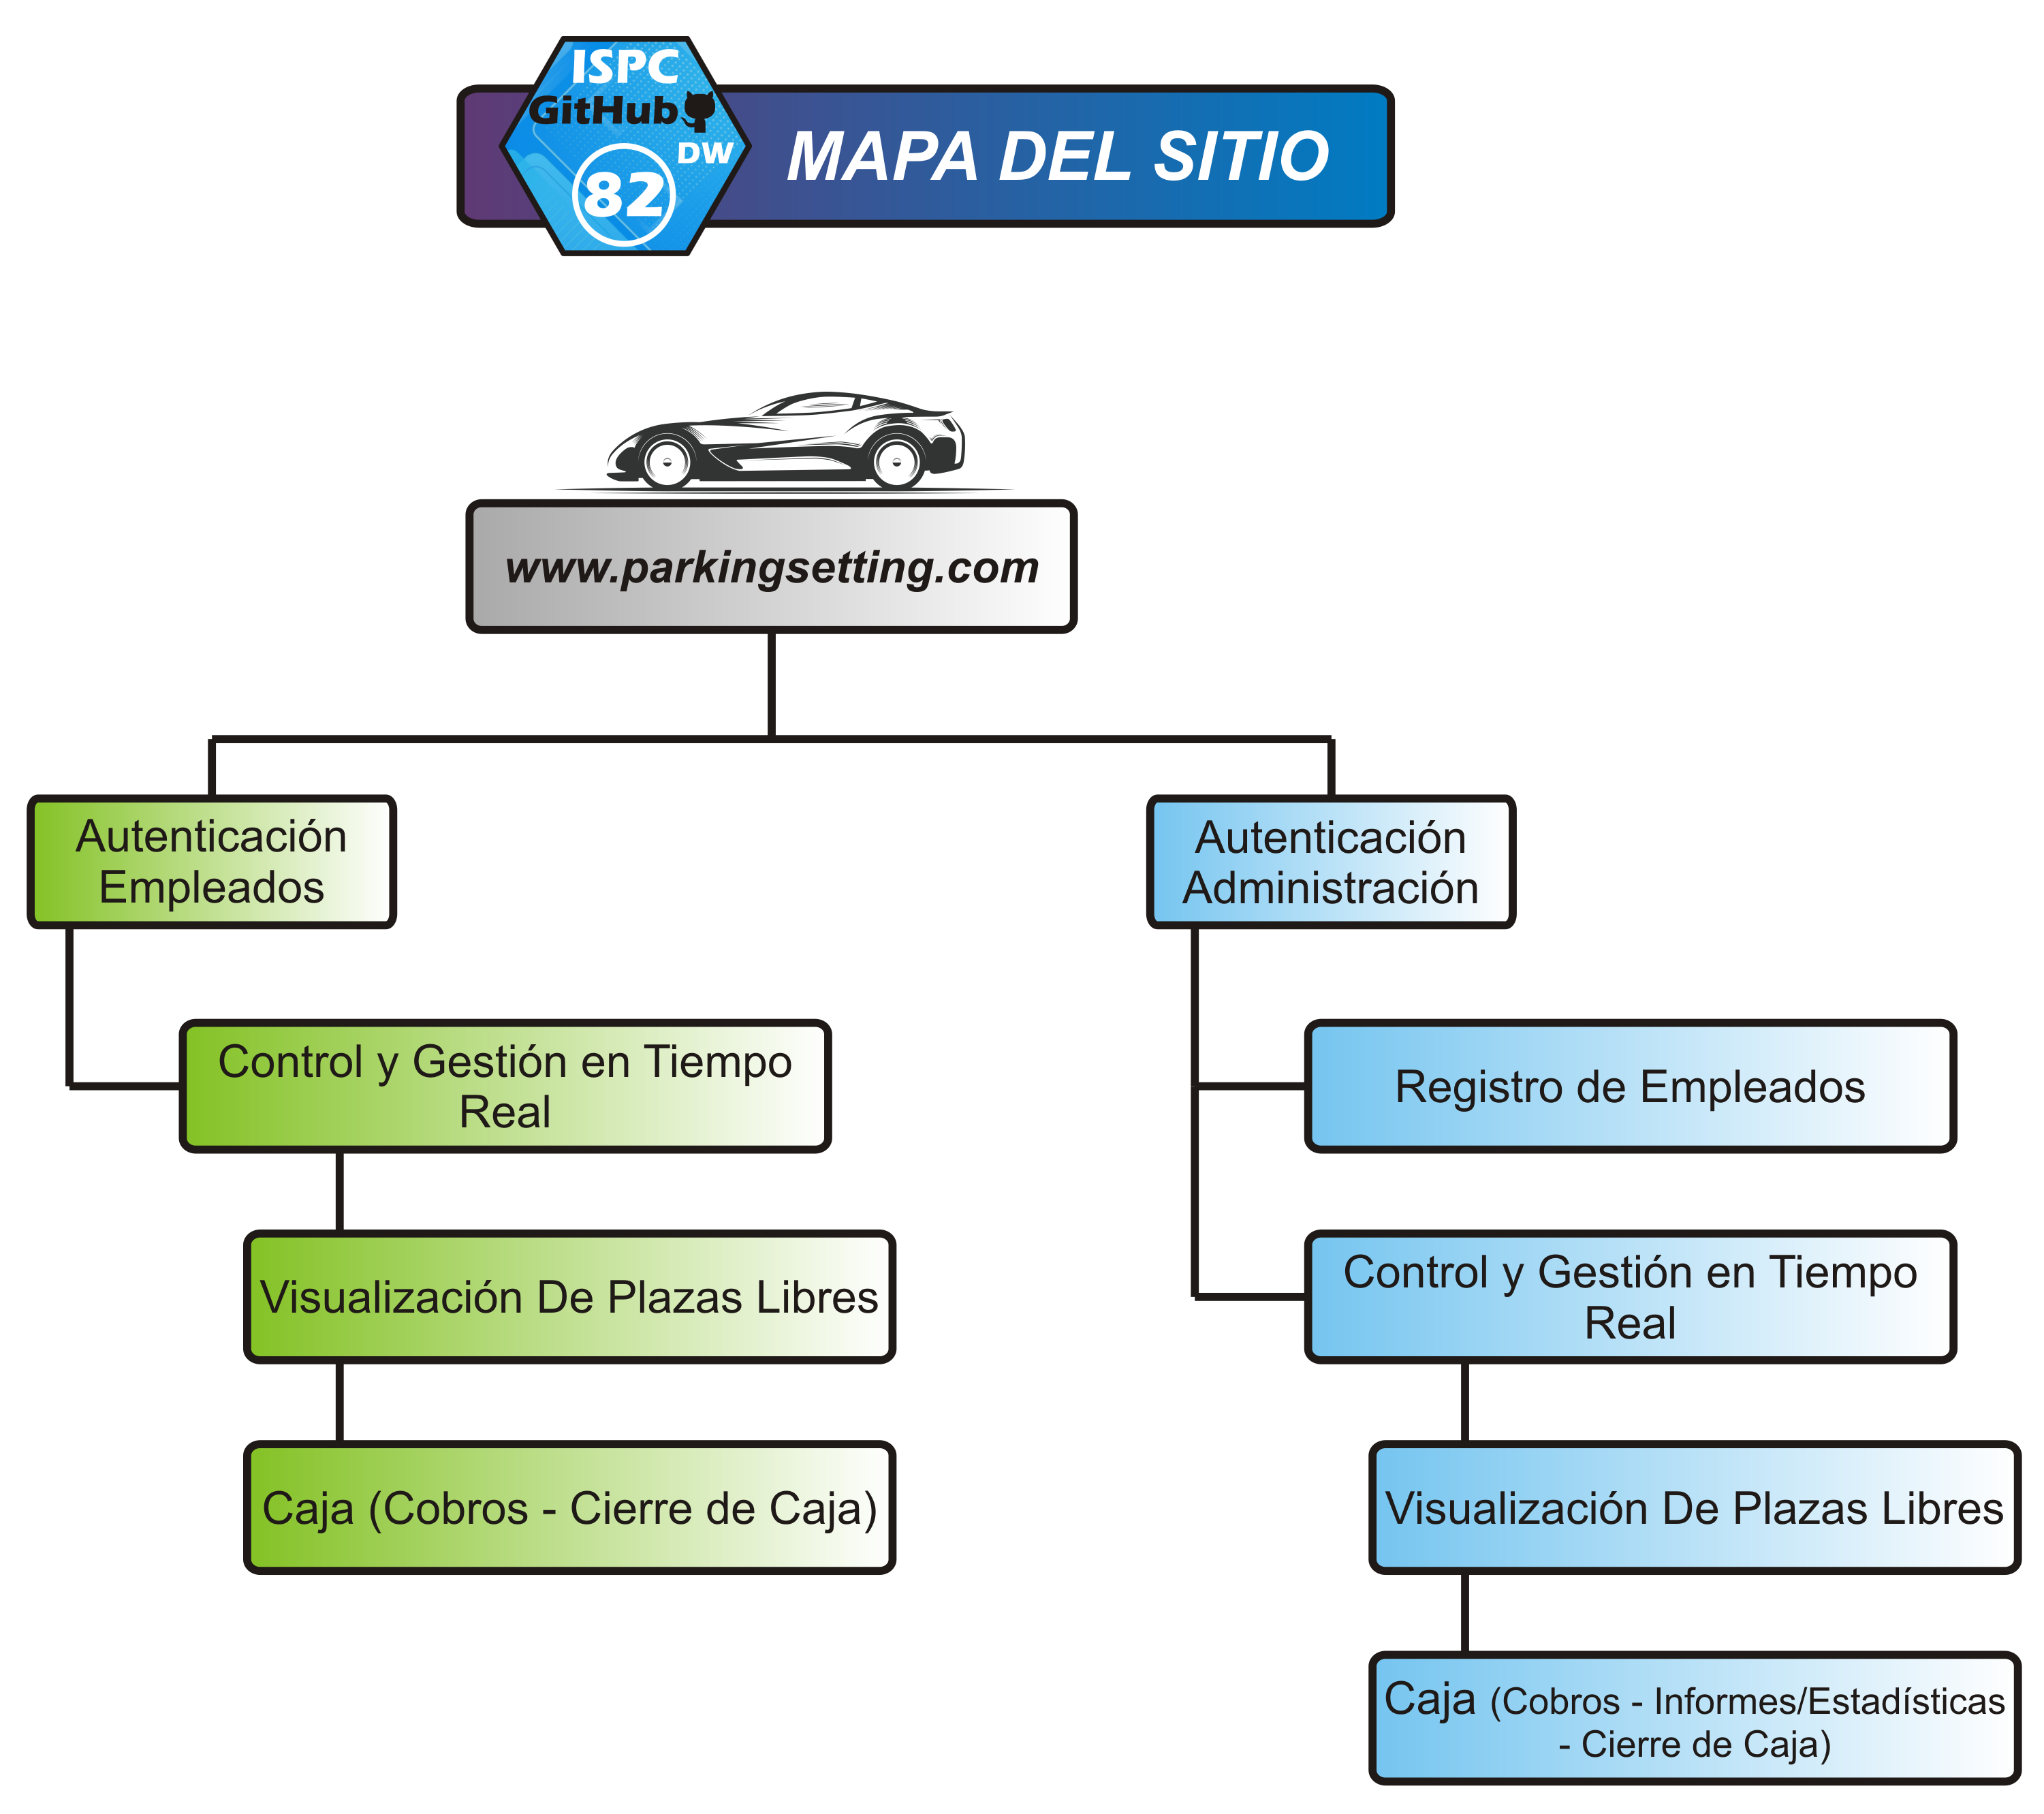 ISPC
GitHub
DW
82
MAPA DEL SITIO
www.parkingsetting.com
Autenticación
Empleados
Autenticación
Administración
Control y Gestión en Tiempo
Real
Registro de Empleados
Visualización De Plazas Libres
Control y Gestión en Tiempo
Real
Caja (Cobros - Cierre de Caja)
Visualización De Plazas Libres
Caja (Cobros - Informes/Estadísticas
- Cierre de Caja)